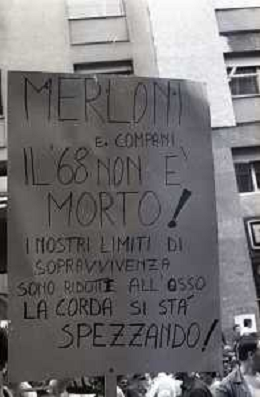 MERLONI
E. COMPANI
IL '68 NON È
MORTO!
I NOSTRI LIMITI DI
SOPRAVVIVENZA
SONO RIDOTTI ALL'OSSO
LA CORDA SI STA'
SPEZZANDO!